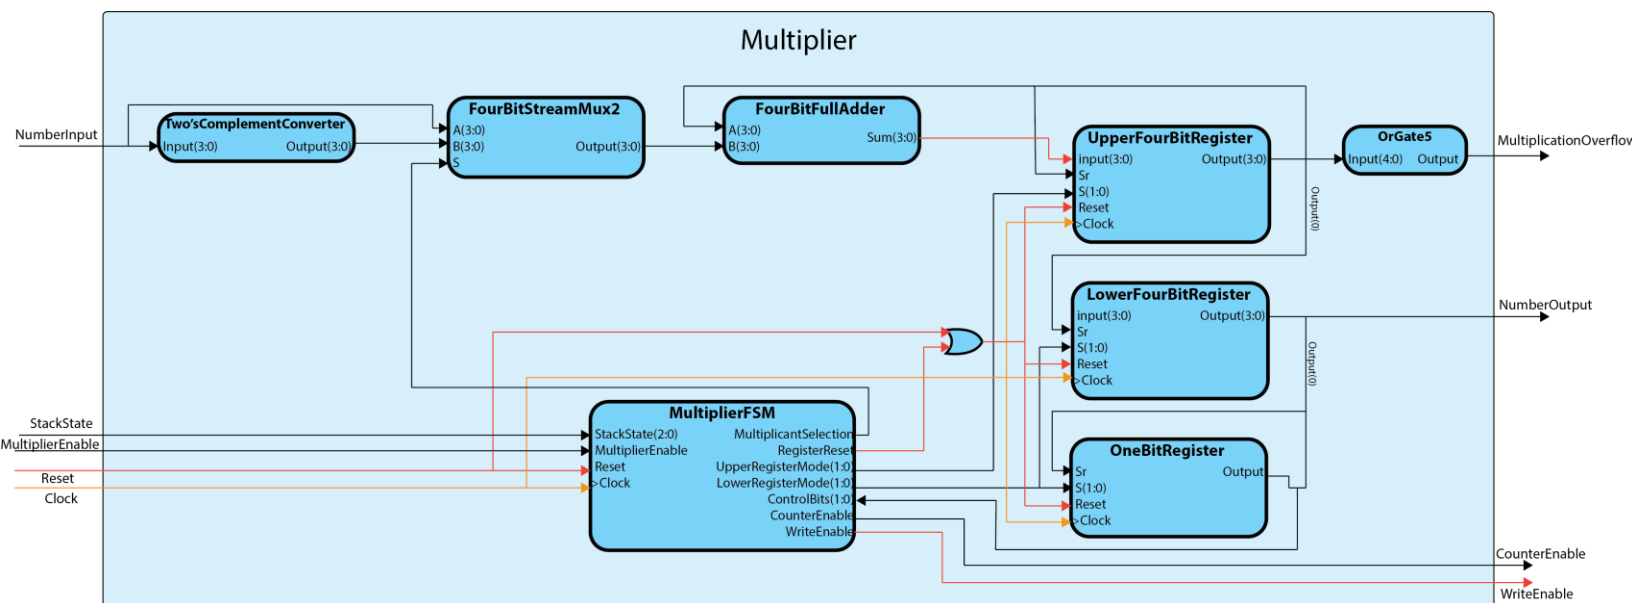 Multiplier
NumberInput
Two'sComplementConverter
Input(3:0) Output(3:0)
FourBitStreamMux2
A(3:0)
B(3:0) Output(3:0)
S
FourBitFullAdder
A(3:0)
B(3:0) Sum(3:0)
UpperFourBitRegister
input(3:0) Output(3:0)
Sr
S(1:0)
Reset
>Clock
OrGate5
Input(4:0) Output
MultiplicationOverflow
Output(0)
LowerFourBitRegister
input(3:0) Output(3:0)
Sr
S(1:0)
Reset
>Clock
NumberOutput
Output(0)
OneBitRegister
Sr Output
S(1:0)
Reset
>Clock
StackState
MultiplierEnable
Reset
Clock
MultiplierFSM
StackState(2:0) MultiplicantSelection
MultiplierEnable RegisterReset
Reset UpperRegisterMode(1:0)
>Clock LowerRegisterMode(1:0)
ControlBits(1:0)
CounterEnable
WriteEnable
CounterEnable
WriteEnable